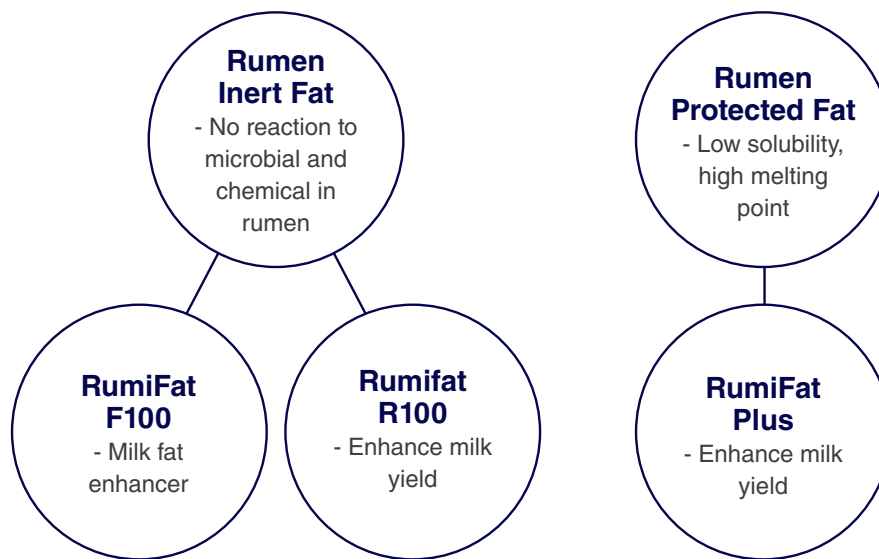 Rumen
Inert Fat
- No reaction to
microbial and
chemical in
rumen
Rumen
Protected Fat
- Low solubility,
high melting
point
RumiFat
F100
- Milk fat
enhancer
Rumifat
R100
- Enhance milk
yield
RumiFat
Plus
- Enhance milk
yield